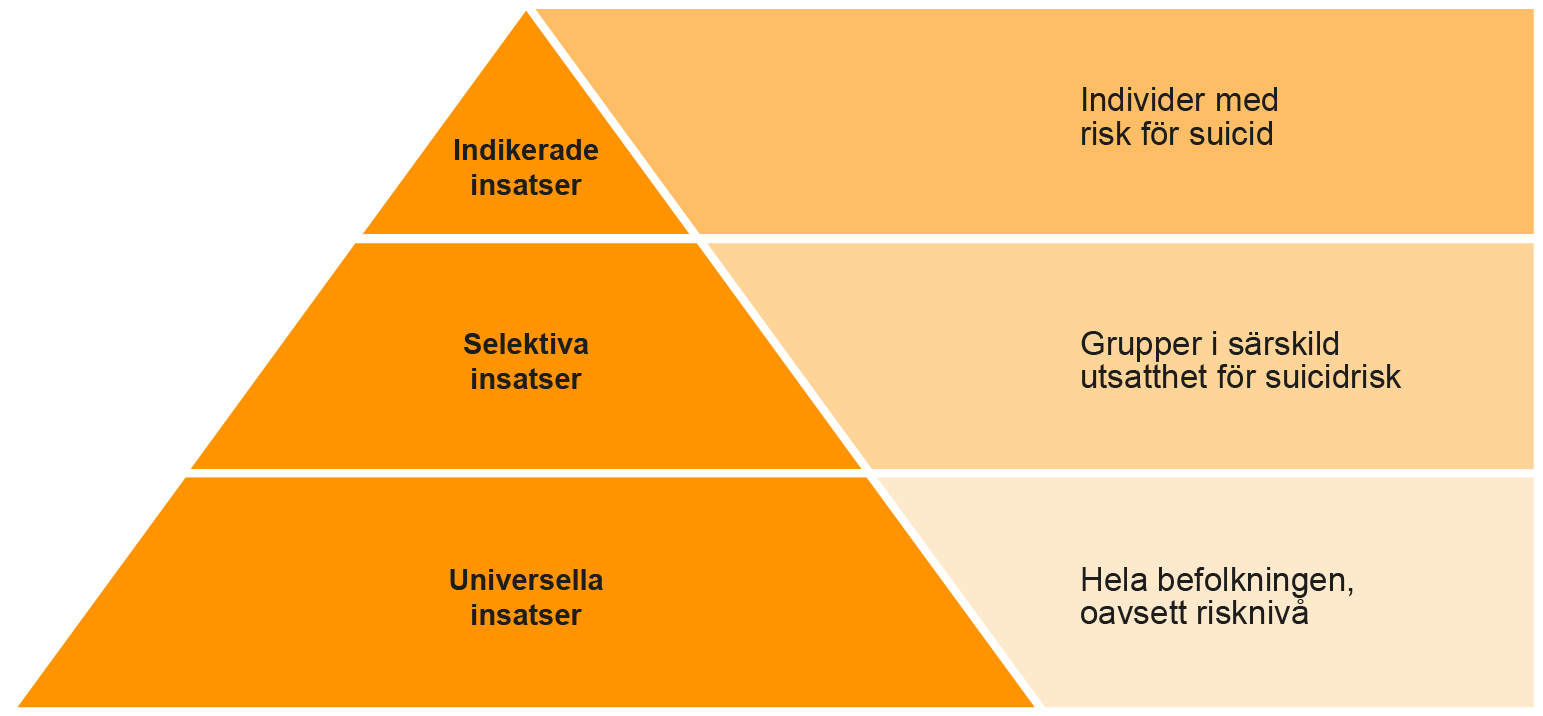 Indikerade
insatser
Individer med
risk för suicid
Selektiva
insatser
Grupper i särskild
utsatthet för suicidrisk
Universella
insatser
Hela befolkningen,
oavsett risknivå